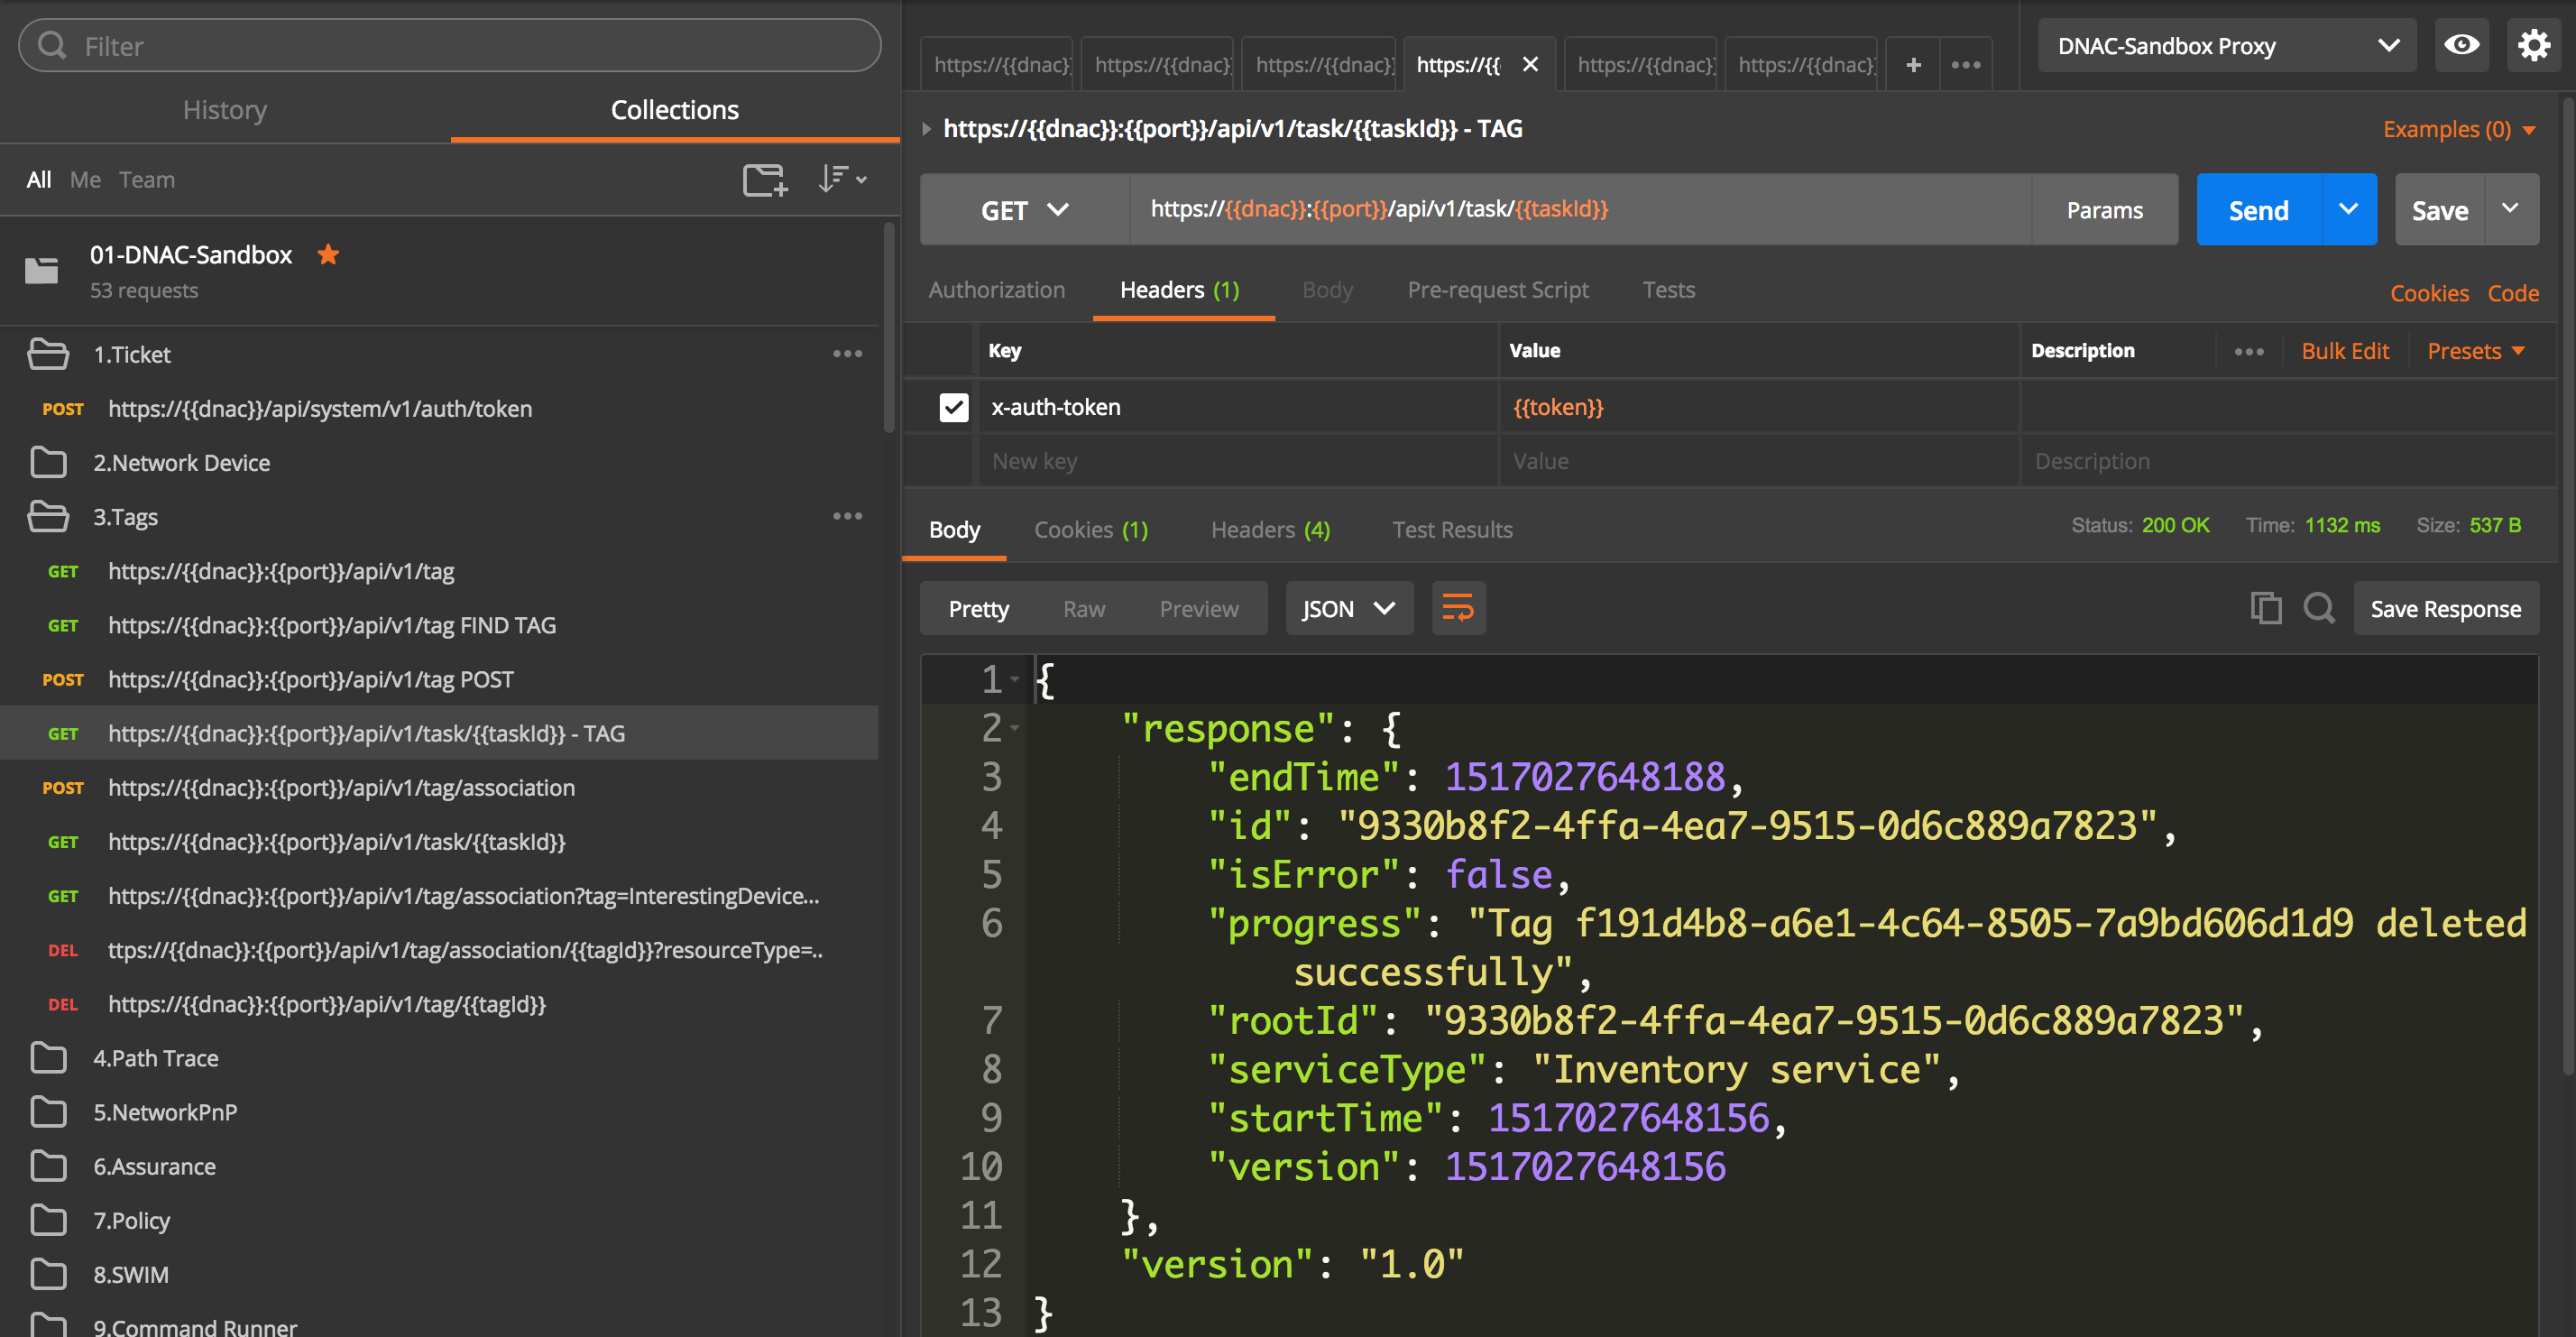 Filter
History
Collections
All Me Team
01-DNAC-Sandbox
53 requests
1.Ticket
POST https://{{dnac}}/api/system/v1/auth/token
2.Network Device
3.Tags
GET https://{{dnac}}:{{port}}/api/v1/tag
GET https://{{dnac}}:{{port}}/api/v1/tag FIND TAG
POST https://{{dnac}}:{{port}}/api/v1/tag POST
GET https://{{dnac}}:{{port}}/api/v1/task/{{taskId}} - TAG
POST https://{{dnac}}:{{port}}/api/v1/tag/association
GET https://{{dnac}}:{{port}}/api/v1/task/{{taskId}}
GET https://{{dnac}}:{{port}}/api/v1/tag/association?tag=InterestingDevice...
DEL ttps://{{dnac}}:{{port}}/api/v1/tag/association/{{tagId}}?resourceType=..
DEL https://{{dnac}}:{{port}}/api/v1/tag/{{tagId}}
4.Path Trace
5.NetworkPnP
6.Assurance
7.Policy
8.SWIM
9.Command Runner
https://{{dnac} https://{{dnac} https://{{dnac} https://{{ https://{{dnac} https://{{dnac}
DNAC-Sandbox Proxy
https://{{dnac}}:{{port}}/api/v1/task/{{taskId}} - TAG
Examples (0)
GET https://{{dnac}}:{{port}}/api/v1/task/{{taskId}} Params Send Save
Authorization Headers (1) Body Pre-request Script Tests Cookies Code
Key Value Description Bulk Edit Presets
x-auth-token {{token}}
New key Value Description
Body Cookies (1) Headers (4) Test Results Status: 200 OK Time: 1132 ms Size: 537 B
Pretty Raw Preview JSON Save Response
1 {
2 "response": {
3 "endTime": 1517027648188,
4 "id": "9330b8f2-4ffa-4ea7-9515-0d6c889a7823",
5 "isError": false,
6 "progress": "Tag f191d4b8-a6e1-4c64-8505-7a9bd606d1d9 deleted
successfully",
7 "rootId": "9330b8f2-4ffa-4ea7-9515-0d6c889a7823",
8 "serviceType": "Inventory service",
9 "startTime": 1517027648156,
10 "version": 1517027648156
11 },
12 "version": "1.0"
13 }